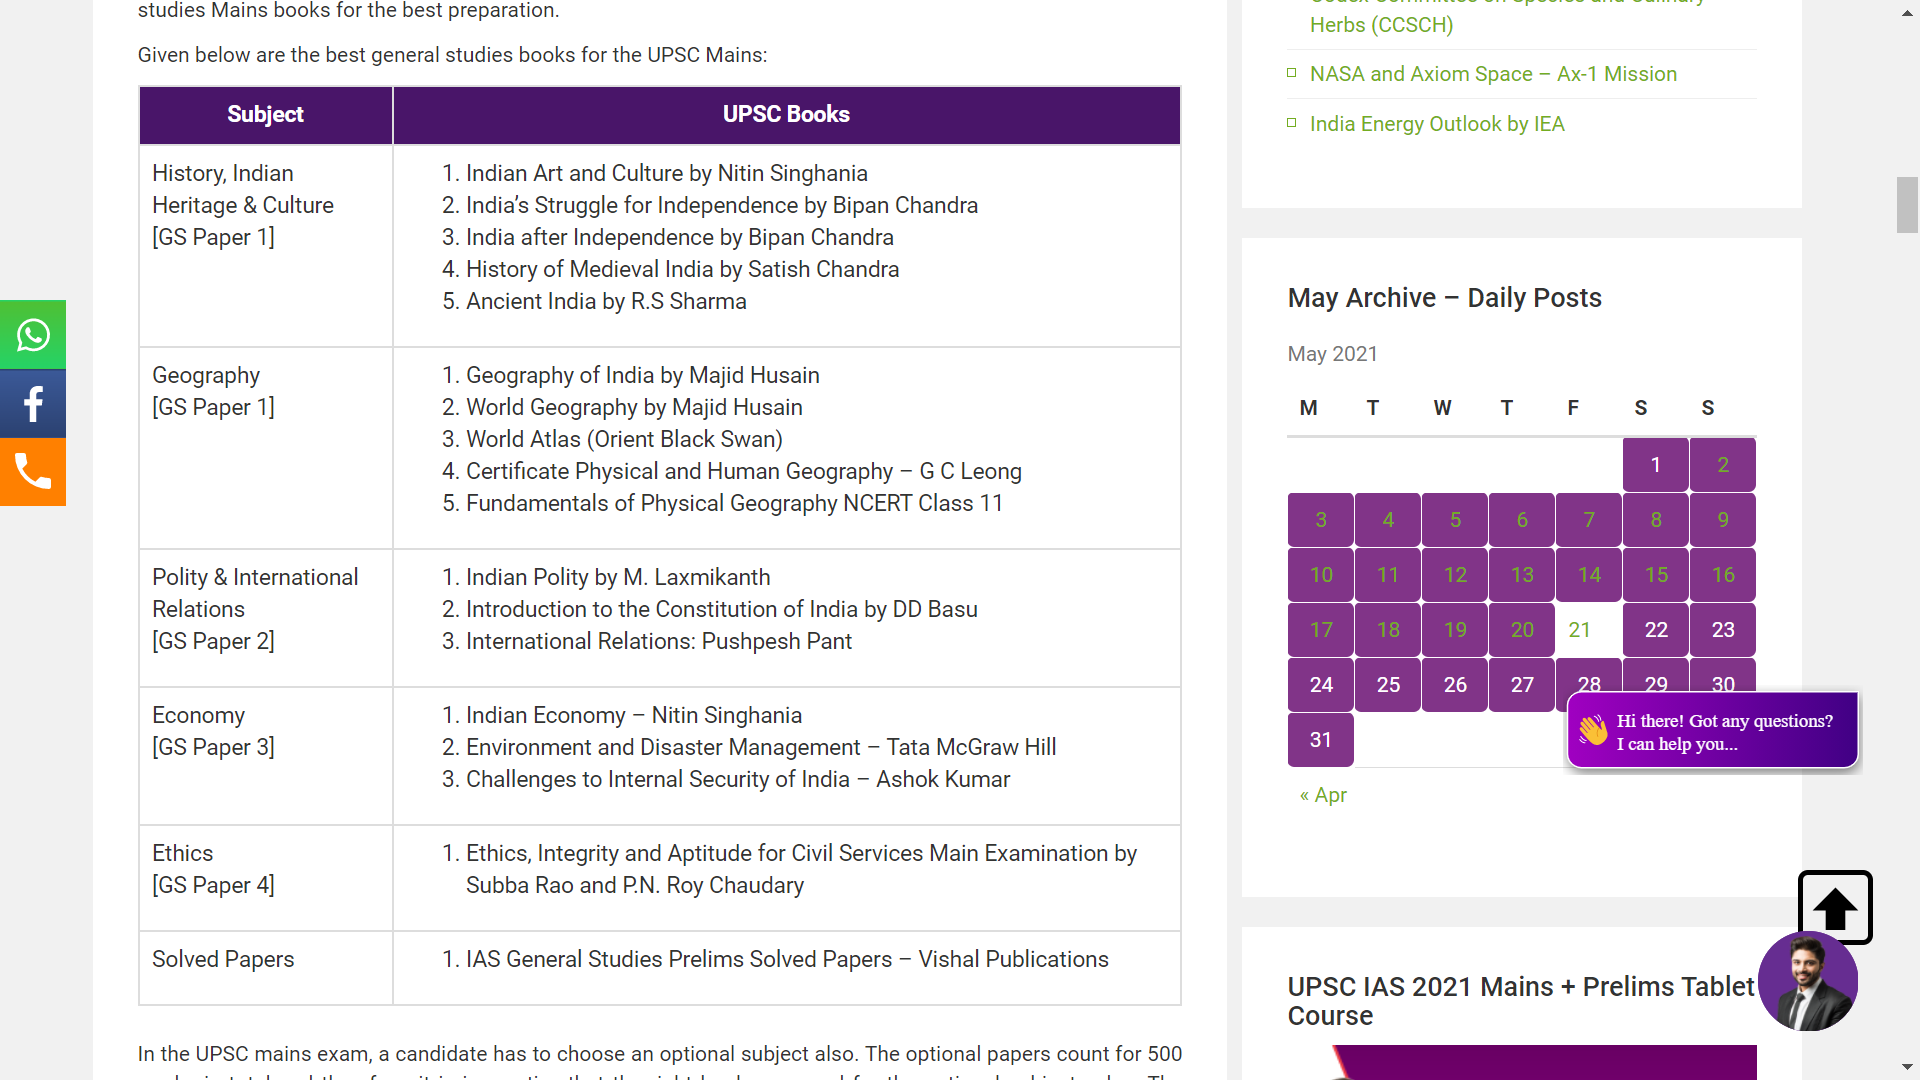 studies Mains books for the best preparation.
Given below are the best general studies books for the UPSC Mains:
Subject
UPSC Books
History, Indian
Heritage & Culture
[GS Paper 1]
1. Indian Art and Culture by Nitin Singhania
2. India’s Struggle for Independence by Bipan Chandra
3. India after Independence by Bipan Chandra
4. History of Medieval India by Satish Chandra
5. Ancient India by R.S Sharma
Geography
[GS Paper 1]
1. Geography of India by Majid Husain
2. World Geography by Majid Husain
3. World Atlas (Orient Black Swan)
4. Certificate Physical and Human Geography – G C Leong
5. Fundamentals of Physical Geography NCERT Class 11
Polity & International
Relations
[GS Paper 2]
1. Indian Polity by M. Laxmikanth
2. Introduction to the Constitution of India by DD Basu
3. International Relations: Pushpesh Pant
Economy
[GS Paper 3]
1. Indian Economy – Nitin Singhania
2. Environment and Disaster Management – Tata McGraw Hill
3. Challenges to Internal Security of India – Ashok Kumar
Ethics
[GS Paper 4]
1. Ethics, Integrity and Aptitude for Civil Services Main Examination by
Subba Rao and P.N. Roy Chaudary
Solved Papers
1. IAS General Studies Prelims Solved Papers – Vishal Publications
In the UPSC mains exam, a candidate has to choose an optional subject also. The optional papers count for 500
Herbs (CCSCH)
NASA and Axiom Space – Ax-1 Mission
India Energy Outlook by IEA
May Archive – Daily Posts
May 2021
M T W T F S S
1 2
3 4 5 6 7 8 9
10 11 12 13 14 15 16
17 18 19 20 21 22 23
24 25 26 27 28 29 30
31
« Apr
Hi there! Got any questions?
I can help you...
UPSC IAS 2021 Mains + Prelims Tablet
Course